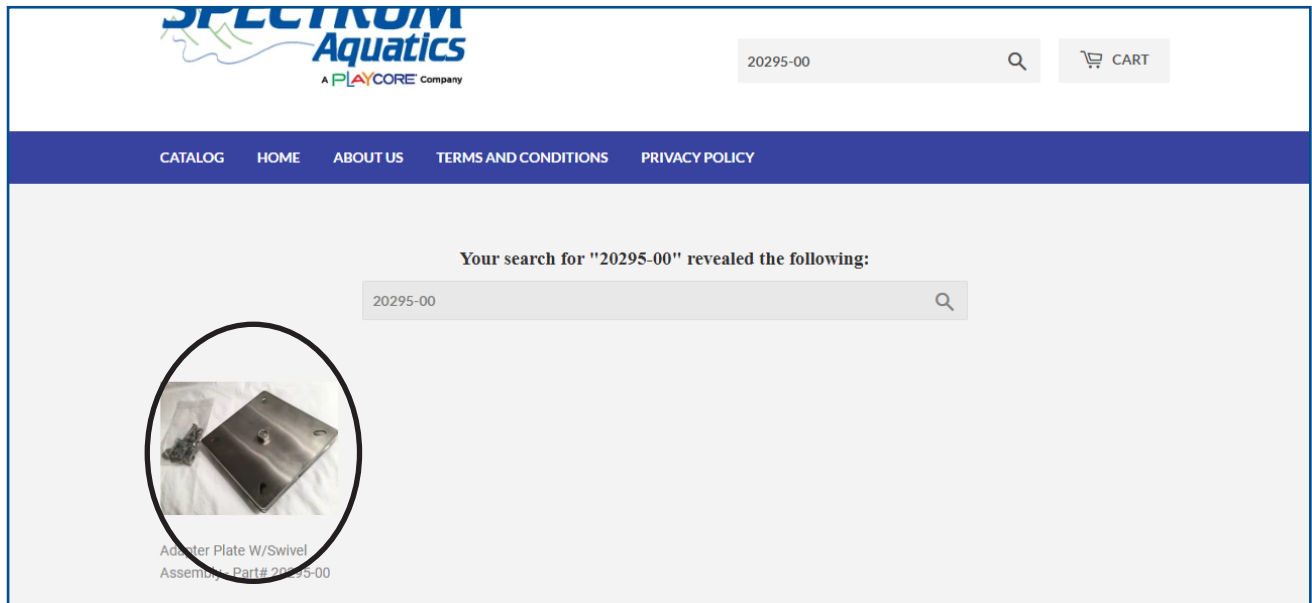 SPECTRUM
Aquatics
A PLAYCORE Company
20295-00
CART
CATALOG HOME ABOUT US TERMS AND CONDITIONS PRIVACY POLICY
Your search for "20295-00" revealed the following:
20295-00
Adapter Plate W/Swivel
Assembly - Part# 20295-00